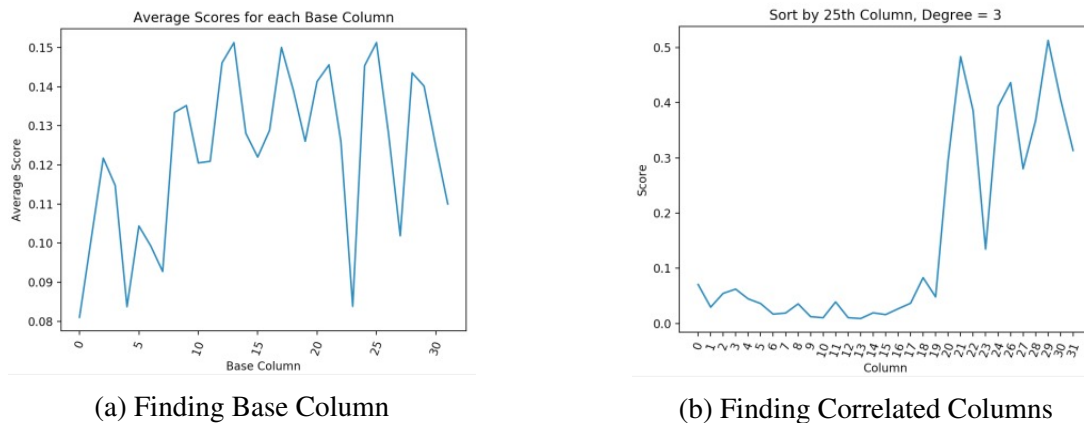 Average Scores for each Base Column
Average Score
0.15
0.14
0.13
0.12
0.11
0.10
0.09
0.08
0 5 10 15 20 25 30
Base Column
(a) Finding Base Column
Sort by 25th Column, Degree = 3
Score
0.5
0.4
0.3
0.2
0.1
0.0
0 1 2 3 4 5 6 7 8 9 10 11 12 13 14 15 16 17 18 19 20 21 22 23 24 26 27 28 29 30 31
Column
(b) Finding Correlated Columns